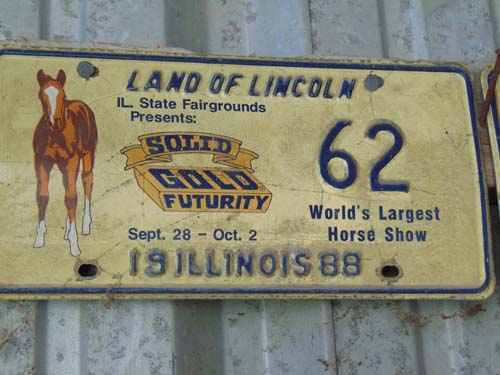 LAND OF LINCOLN
IL. State Fairgrounds
Presents:
SOLID
GOLD
FUTURITY
62
World's Largest
Horse Show
Sept. 28 – Oct. 2
19 ILLINOIS 88